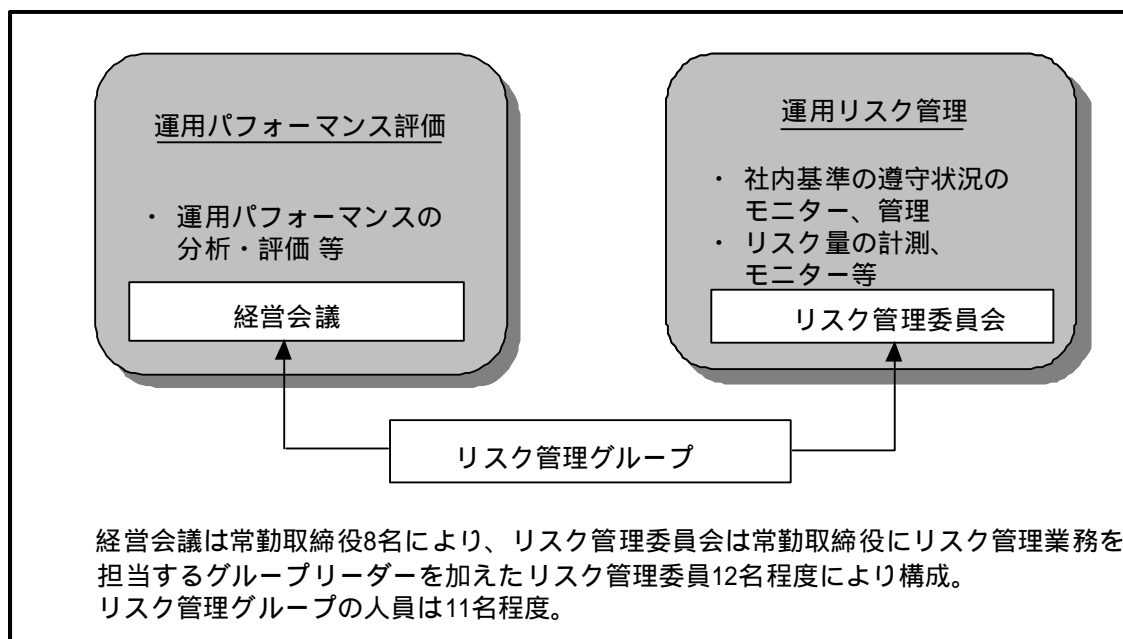 運用パフォーマンス評価
・ 運用パフォーマンスの
分析・評価 等
経営会議
運用リスク管理
・ 社内基準の遵守状況の
モニター、管理
・ リスク量の計測、
モニター等
リスク管理委員会
リスク管理グループ
経営会議は常勤取締役8名により、リスク管理委員会は常勤取締役にリスク管理業務を
担当するグループリーダーを加えたリスク管理委員12名程度により構成。
リスク管理グループの人員は11名程度。